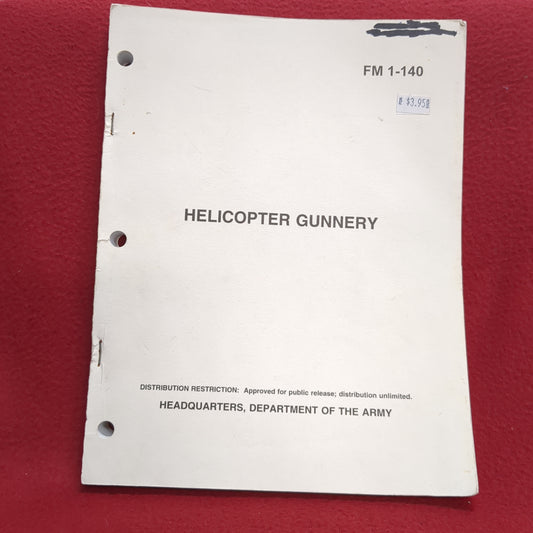 FM 1-140
$3.95
HELICOPTER GUNNERY
DISTRIBUTION RESTRICTION: Approved for public release; distribution unlimited.
HEADQUARTERS, DEPARTMENT OF THE ARMY